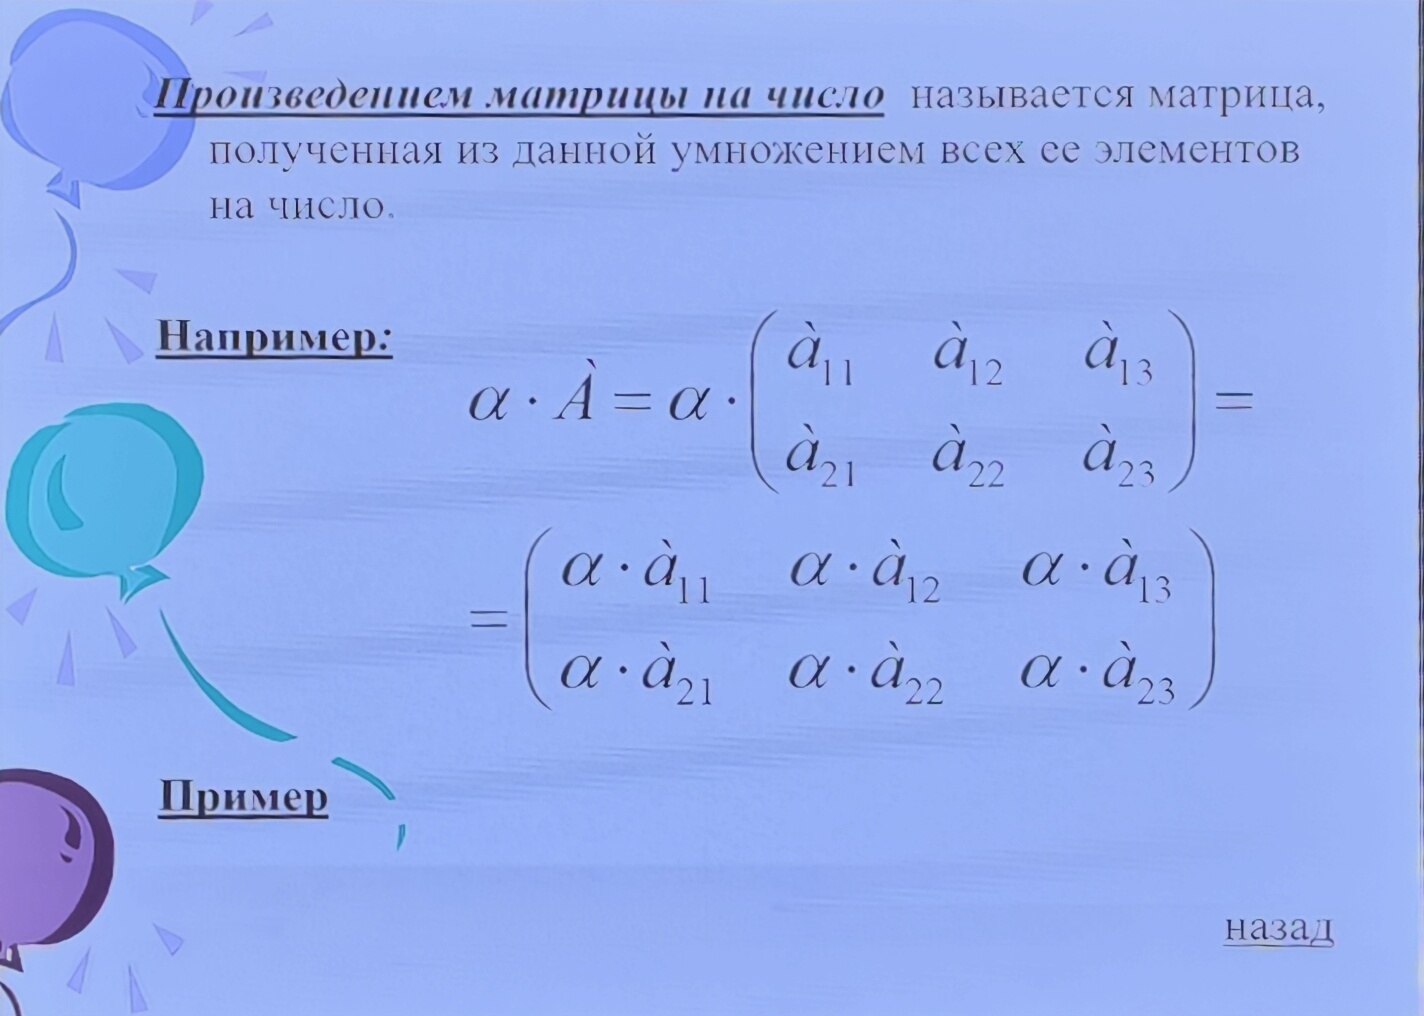 Произведением матрицы на число называется матрица,
полученная из данной умножением всех ее элементов
на число.
Например:
α · À = α · ( à₁₁ à₁₂ à₁₃ ) =
( à₂₁ à₂₂ à₂₃ )
= ( α · à₁₁ α · à₁₂ α · à₁₃ )
( α · à₂₁ α · à₂₂ α · à₂₃ )
Пример
назад